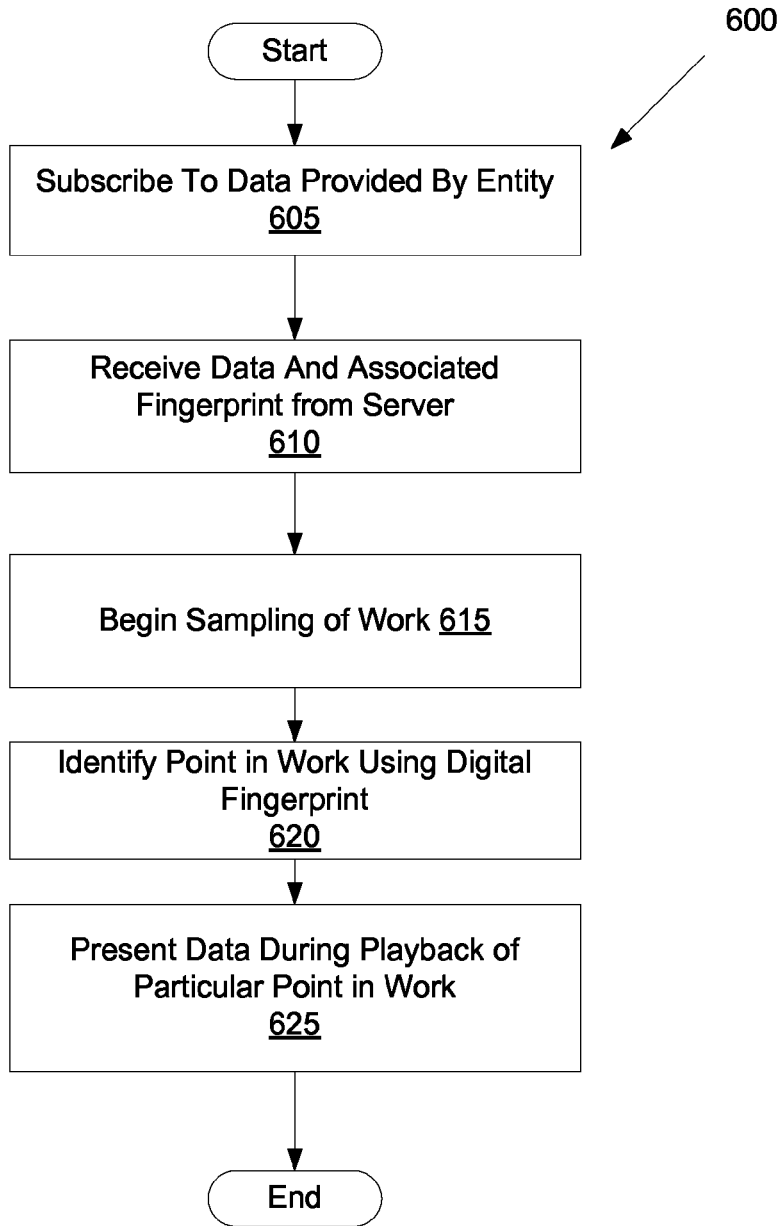 600
Start
Subscribe To Data Provided By Entity
605
Receive Data And Associated
Fingerprint from Server
610
Begin Sampling of Work 615
Identify Point in Work Using Digital
Fingerprint
620
Present Data During Playback of
Particular Point in Work
625
End